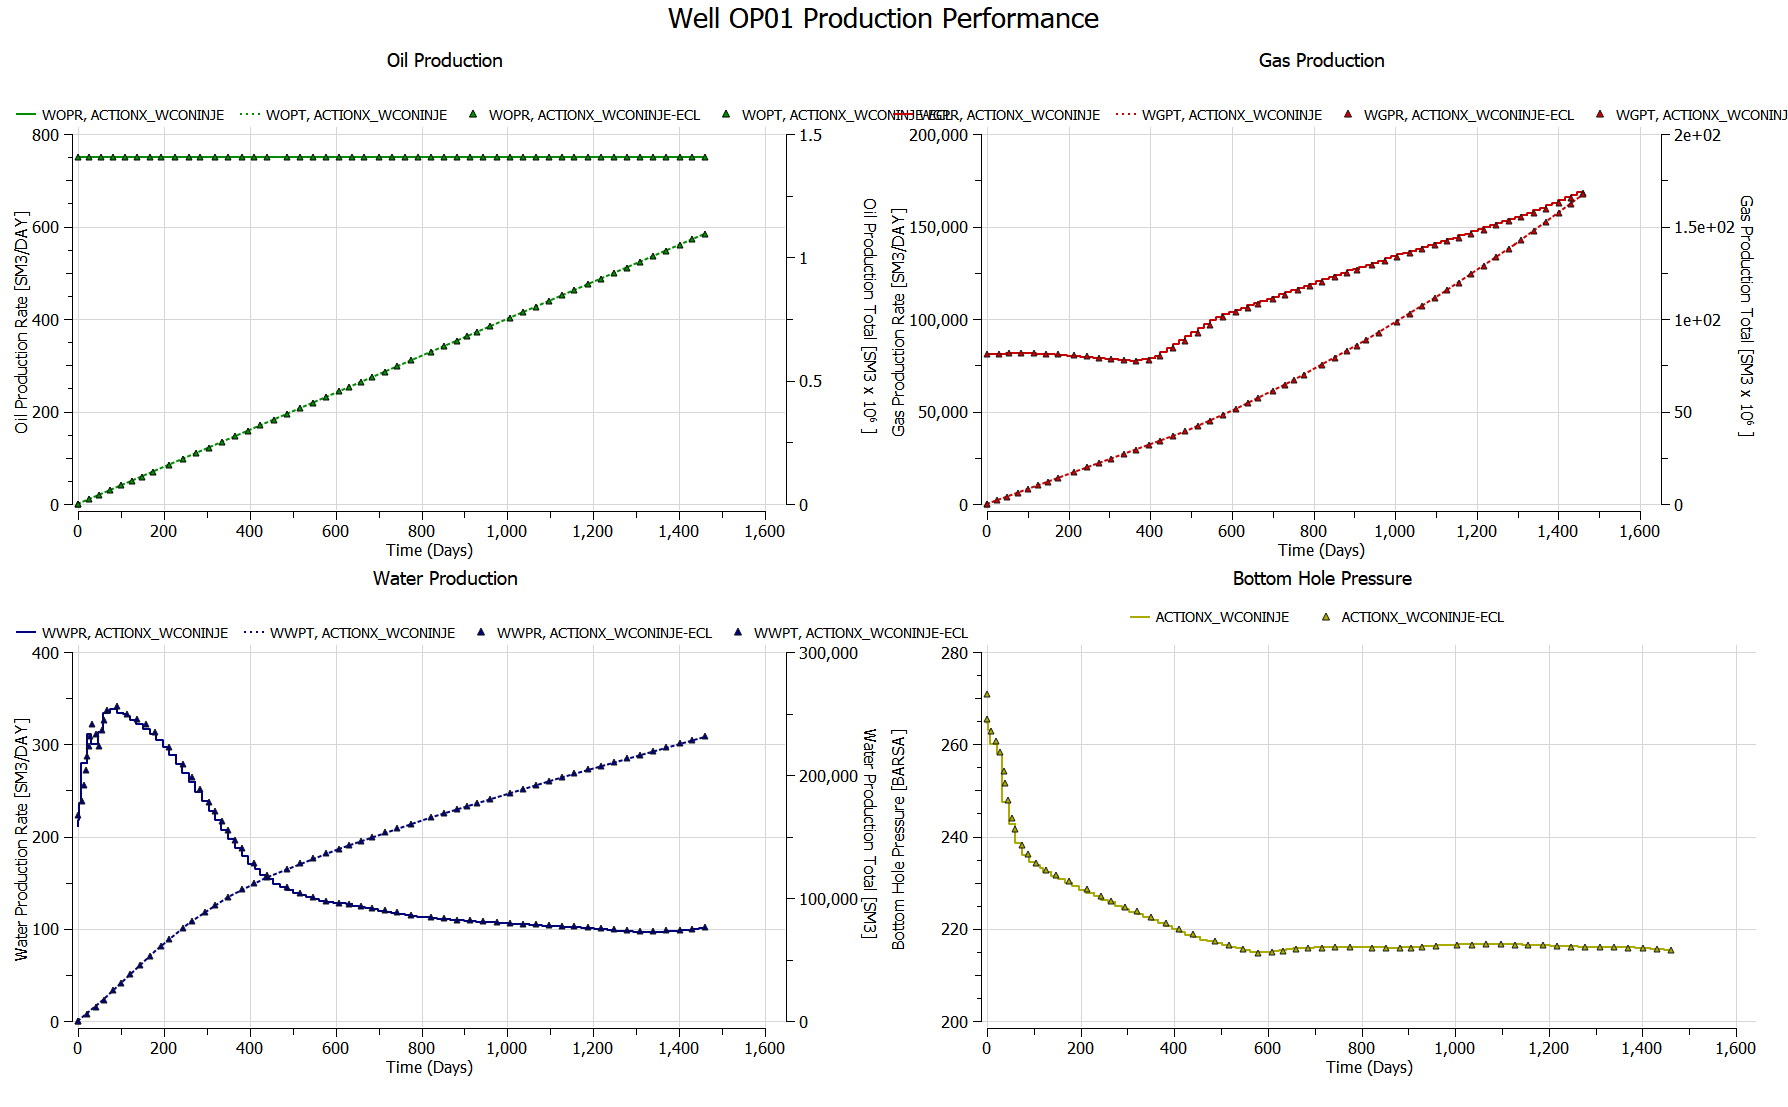 Well OP01 Production Performance
Oil Production
WOPR, ACTIONX_WCONINJE
WOPT, ACTIONX_WCONINJE
WOPR, ACTIONX_WCONINJE-ECL
WOPT, ACTIONX_WCONINJE-ECL
800
600
400
200
0
Oil Production Rate [SM3/DAY]
1.5
1
0.5
0
Oil Production Total [SM3 x 10⁶ ]
0 200 400 600 800 1,000 1,200 1,400 1,600
Time (Days)
Gas Production
WGPR, ACTIONX_WCONINJE
WGPT, ACTIONX_WCONINJE
WGPR, ACTIONX_WCONINJE-ECL
WGPT, ACTIONX_WCONINJ
200,000
150,000
100,000
50,000
0
Gas Production Rate [SM3/DAY]
2e+02
1.5e+02
1e+02
50
0
Gas Production Total [SM3 x 10⁶ ]
0 200 400 600 800 1,000 1,200 1,400 1,600
Time (Days)
Water Production
WWPR, ACTIONX_WCONINJE
WWPT, ACTIONX_WCONINJE
WWPR, ACTIONX_WCONINJE-ECL
WWPT, ACTIONX_WCONINJE-ECL
400
300
200
100
0
Water Production Rate [SM3/DAY]
300,000
200,000
100,000
0
Water Production Total [SM3]
0 200 400 600 800 1,000 1,200 1,400 1,600
Time (Days)
Bottom Hole Pressure
ACTIONX_WCONINJE
ACTIONX_WCONINJE-ECL
280
260
240
220
200
Bottom Hole Pressure [BARSA]
0 200 400 600 800 1,000 1,200 1,400 1,600
Time (Days)